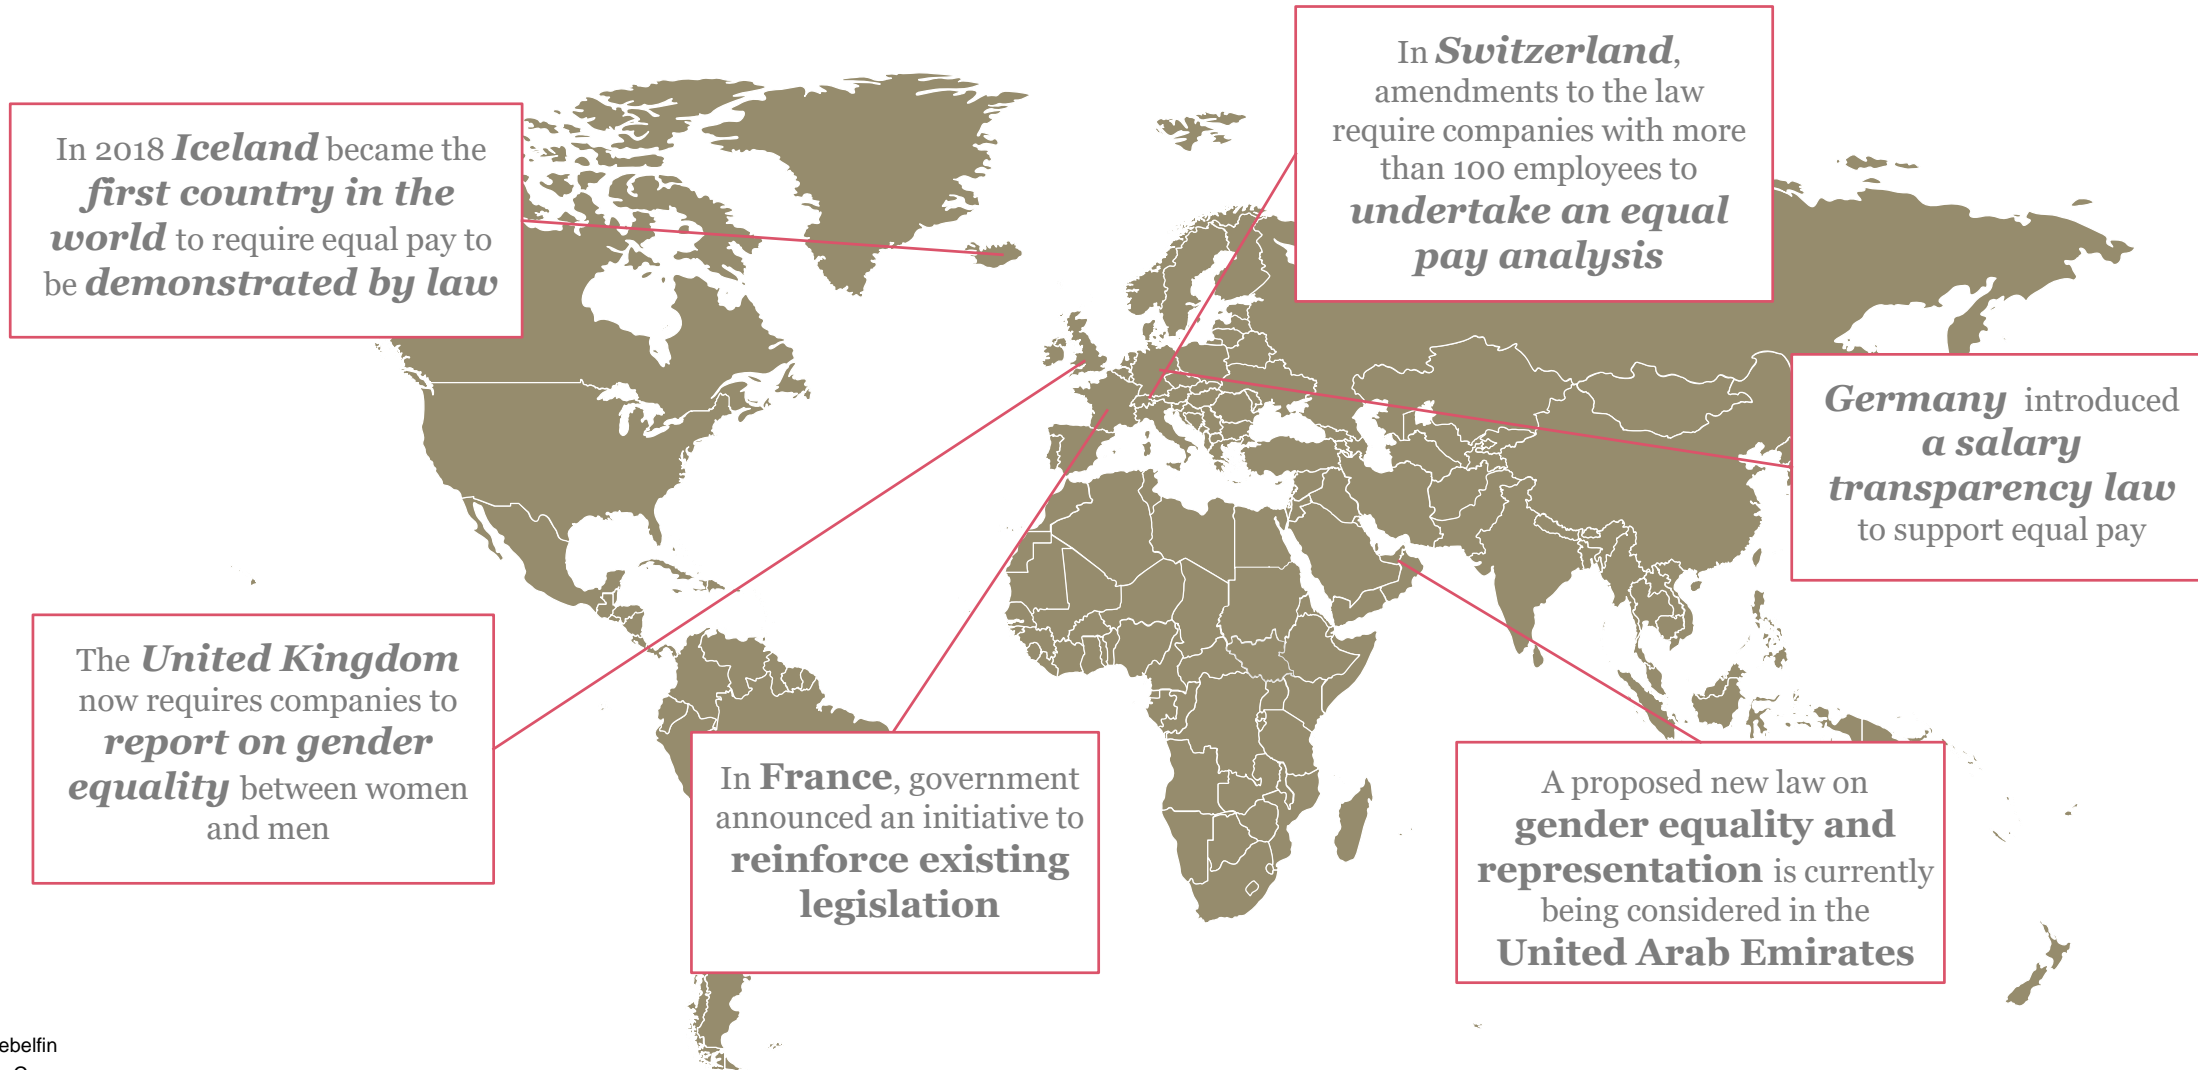 In 2018 Iceland became the
first country in the
world to require equal pay to
be demonstrated by law
In Switzerland,
amendments to the law
require companies with more
than 100 employees to
undertake an equal
pay analysis
Germany introduced
a salary
transparency law
to support equal pay
The United Kingdom
now requires companies to
report on gender
equality between women
and men
In France, government
announced an initiative to
reinforce existing
legislation
A proposed new law on
gender equality and
representation is currently
being considered in the
United Arab Emirates
ebelfin